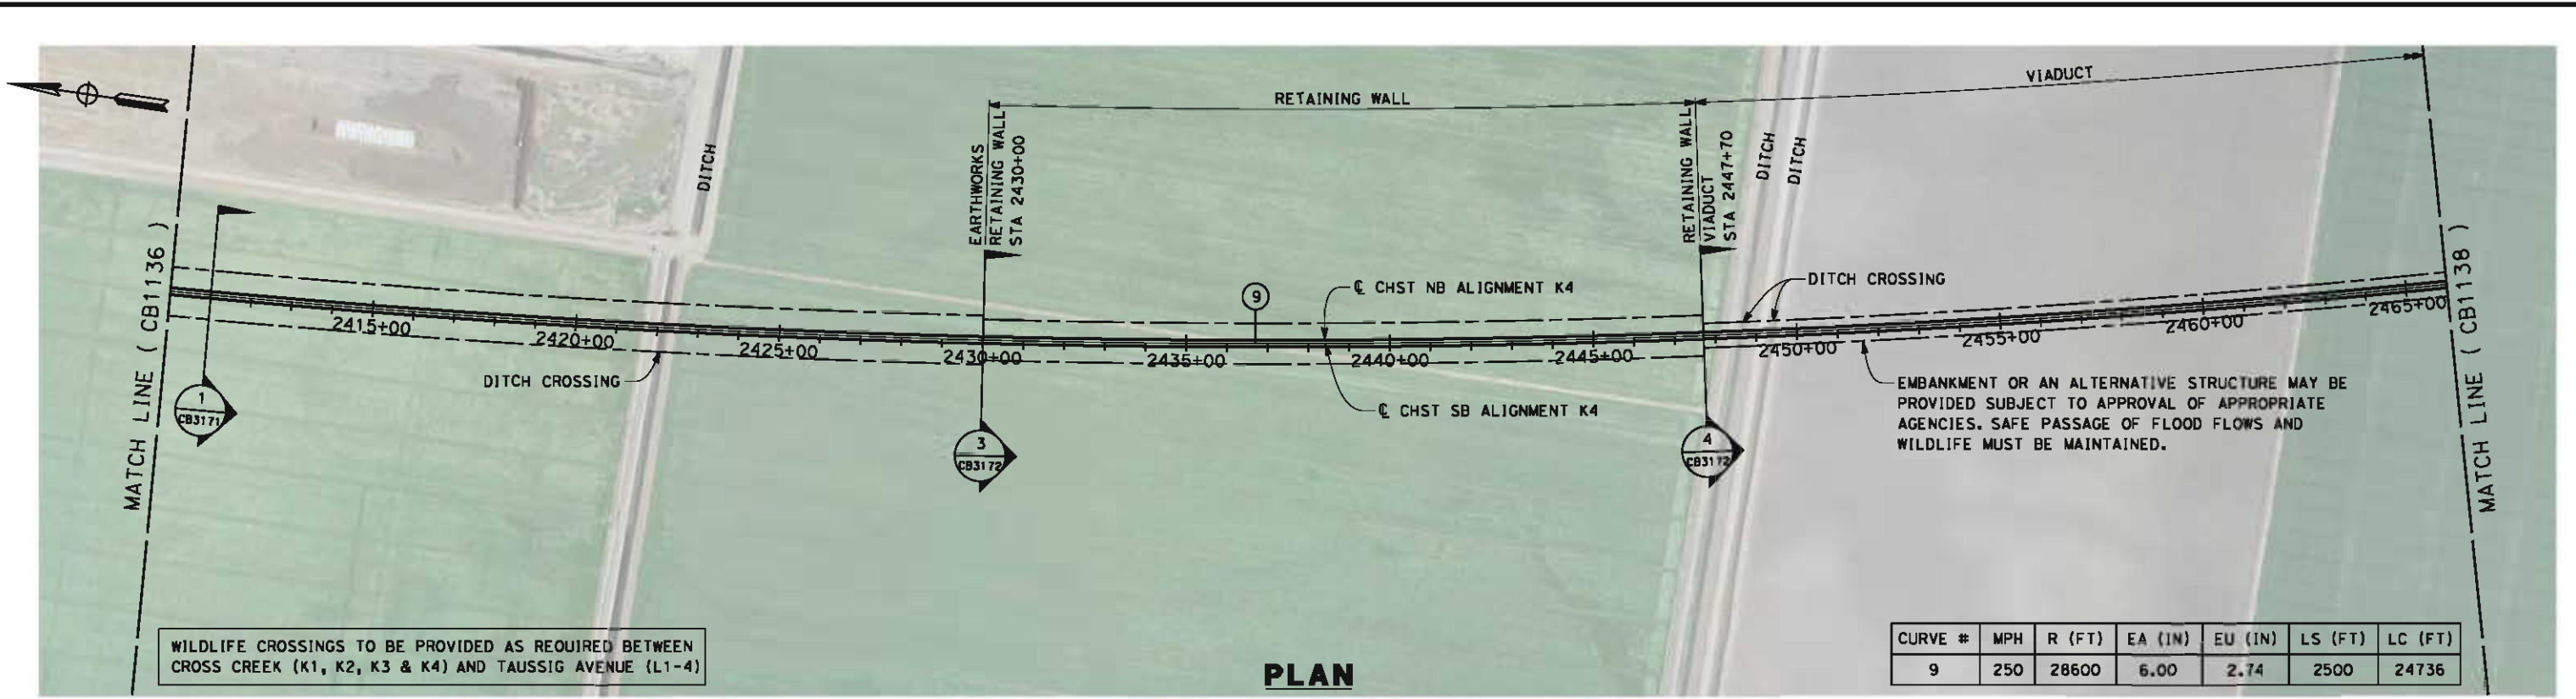 VIADUCT
RETAINING WALL
DITCH
EARTHWORKS
RETAINING WALL
STA 2430+00
RETAINING WALL
VIADUCT
STA 2447+70
DITCH
DITCH
MATCH LINE ( CB1136 )
MATCH LINE ( CB1138 )
9
℄ CHST NB ALIGNMENT K4
DITCH CROSSING
2415+00
2420+00
2425+00
2430+00
2435+00
2440+00
2445+00
2450+00
2455+00
2460+00
2465+00
DITCH CROSSING
℄ CHST SB ALIGNMENT K4
EMBANKMENT OR AN ALTERNATIVE STRUCTURE MAY BE
PROVIDED SUBJECT TO APPROVAL OF APPROPRIATE
AGENCIES. SAFE PASSAGE OF FLOOD FLOWS AND
WILDLIFE MUST BE MAINTAINED.
1
CB3171
3
CB3172
4
CB3172
WILDLIFE CROSSINGS TO BE PROVIDED AS REQUIRED BETWEEN
CROSS CREEK (K1, K2, K3 & K4) AND TAUSSIG AVENUE (L1-4)
PLAN
CURVE # MPH R (FT) EA (IN) EU (IN) LS (FT) LC (FT)
9 250 28600 6.00 2.74 2500 24736